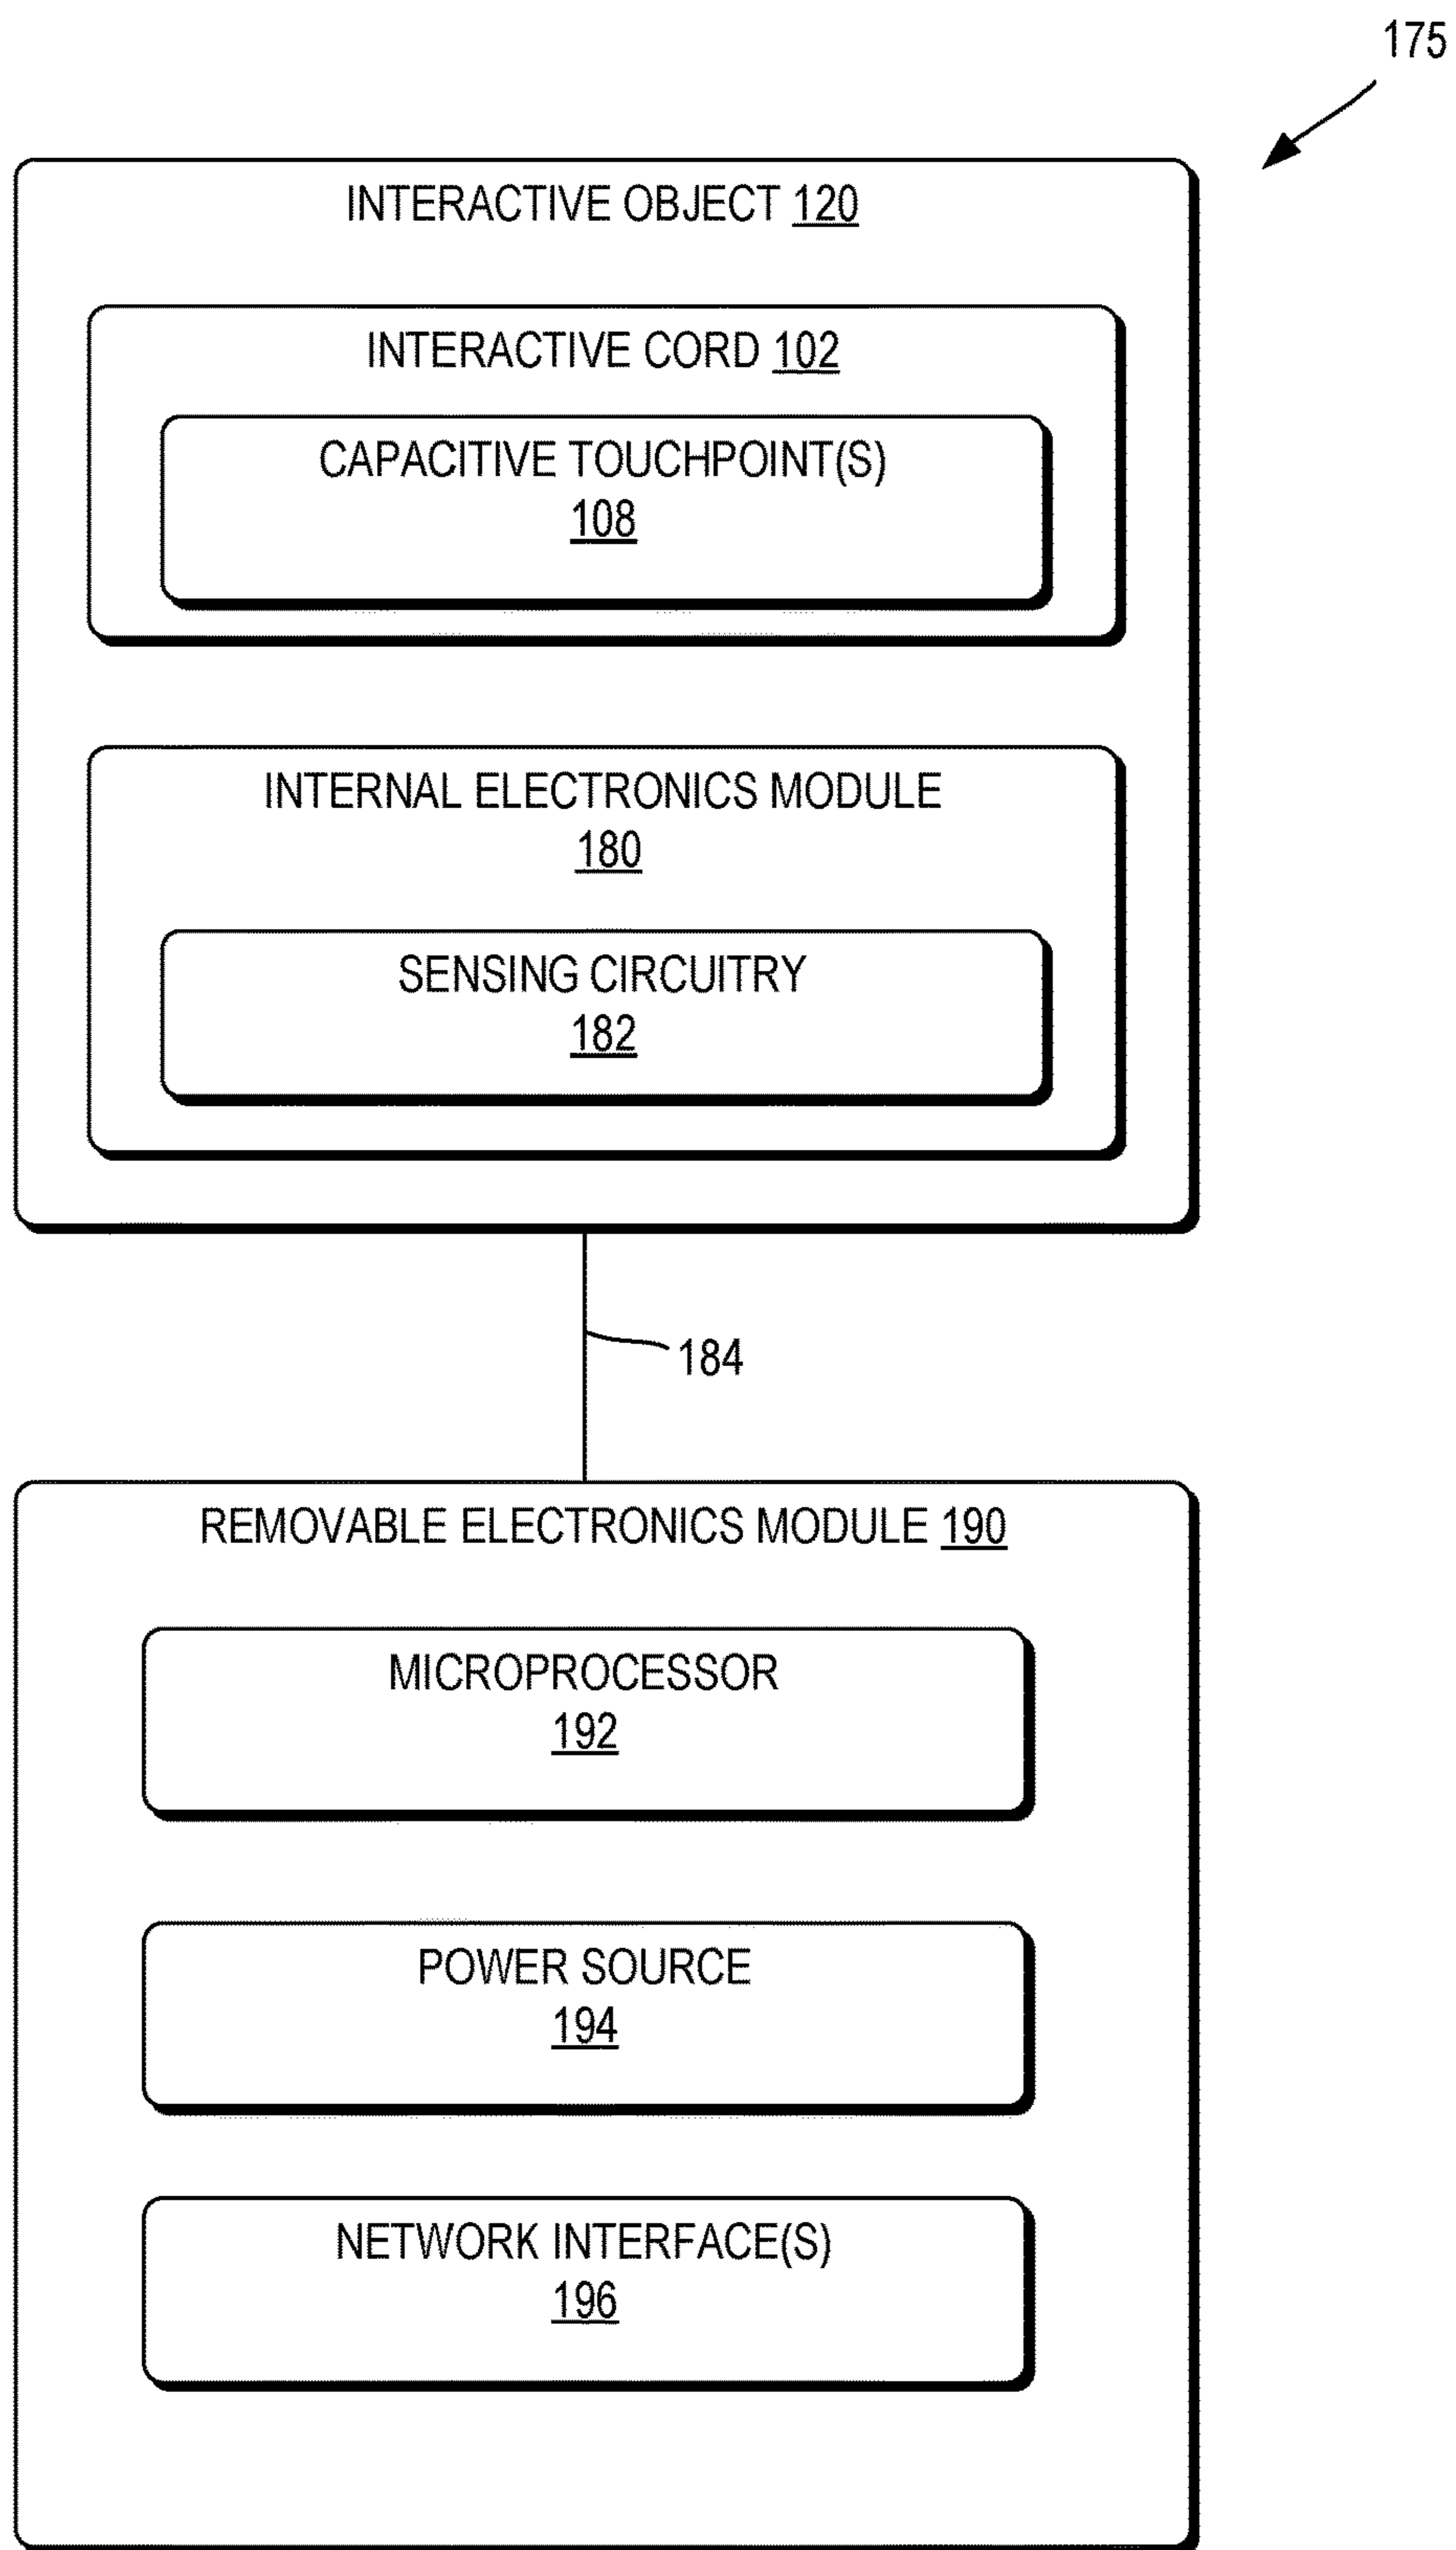 175
INTERACTIVE OBJECT 120
INTERACTIVE CORD 102
CAPACITIVE TOUCHPOINT(S)
108
INTERNAL ELECTRONICS MODULE
180
SENSING CIRCUITRY
182
184
REMOVABLE ELECTRONICS MODULE 190
MICROPROCESSOR
192
POWER SOURCE
194
NETWORK INTERFACE(S)
196